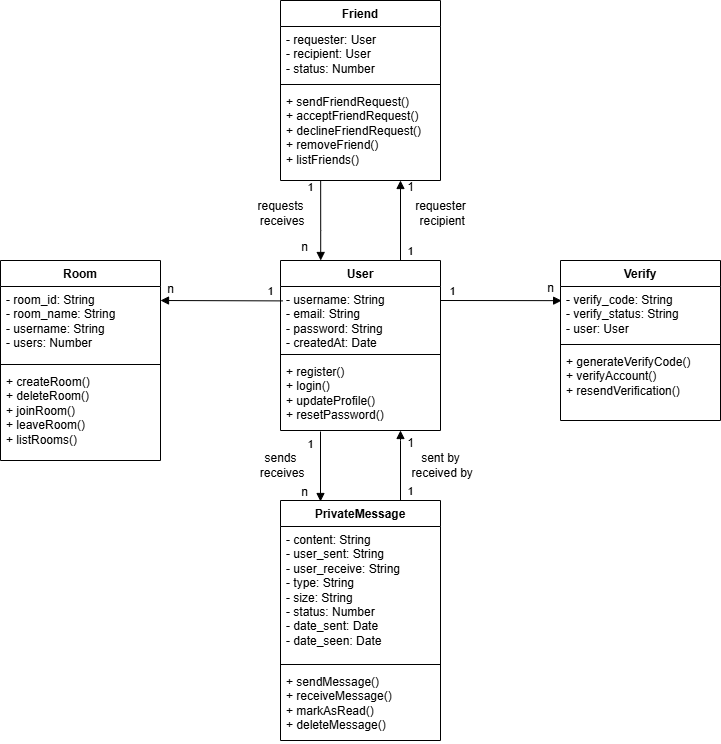 Friend
- requester: User
- recipient: User
- status: Number
+ sendFriendRequest()
+ acceptFriendRequest()
+ declineFriendRequest()
+ removeFriend()
+ listFriends()
1
1
requests
receives
requester
recipient
n
1
Room
- room_id: String
- room_name: String
- username: String
- users: Number
+ createRoom()
+ deleteRoom()
+ joinRoom()
+ leaveRoom()
+ listRooms()
n
1
User
- username: String
- email: String
- password: String
- createdAt: Date
+ register()
+ login()
+ updateProfile()
+ resetPassword()
1
n
Verify
- verify_code: String
- verify_status: String
- user: User
+ generateVerifyCode()
+ verifyAccount()
+ resendVerification()
1
1
sends
receives
sent by
received by
n
1
PrivateMessage
- content: String
- user_sent: String
- user_receive: String
- type: String
- size: String
- status: Number
- date_sent: Date
- date_seen: Date
+ sendMessage()
+ receiveMessage()
+ markAsRead()
+ deleteMessage()